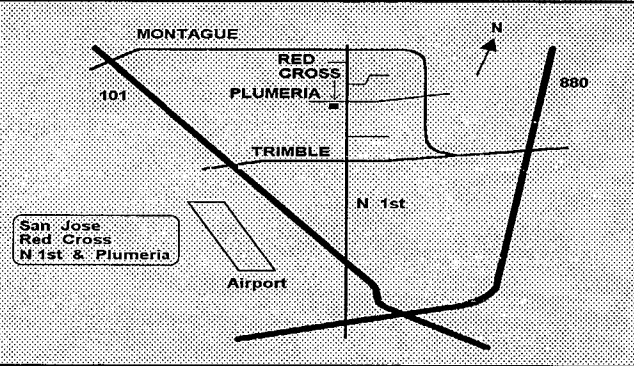 MONTAGUE
N
RED
CROSS
880
PLUMERIA
101
TRIMBLE
N 1st
San Jose
Red Cross
N 1st & Plumeria
Airport